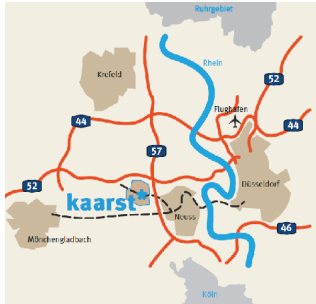 Ruhrgebiet
Rhein
Krefeld
52
Flughafen
44
44
57
52
kaarst*
Düsseldorf
Neuss
Mönchengladbach
46
Köln